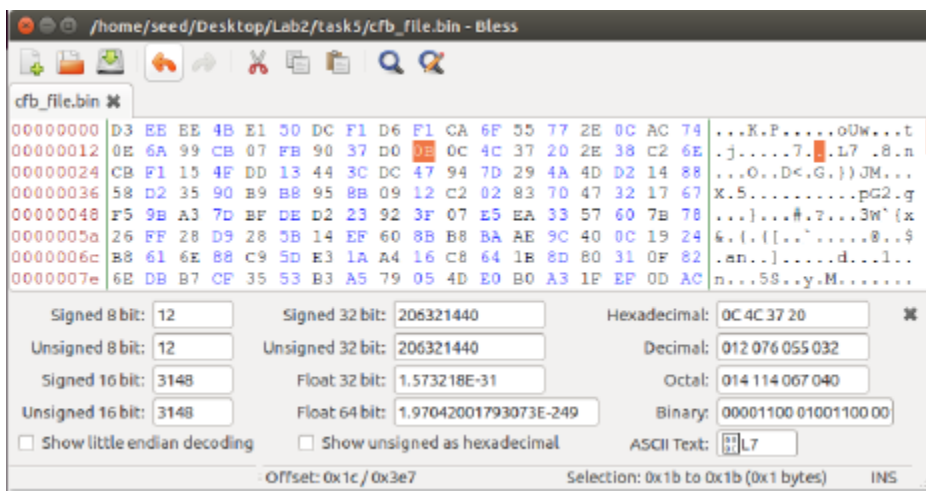 /home/seed/Desktop/Lab2/task5/cfb_file.bin - Bless
cfb_file.bin
00000000 D3 EE EE 4B E1 50 DC F1 D6 F1 CA 6F 55 77 2E 0C AC 74 ...K.P.....oUw...t
00000012 0E 6A 99 CB 07 FB 90 37 D0 0B 0C 4C 37 20 2E 38 C2 6E .j.....7...L7 .8.n
00000024 CB F1 15 4F DD 13 44 3C DC 47 94 7D 29 4A 4D D2 14 88 ...O..D<.G.})JM...
00000036 58 D2 35 90 B9 B8 95 8B 09 12 C2 02 83 70 47 32 17 67 X.5..........pG2.g
00000048 F5 9B A3 7D BF DE D2 23 92 3F 07 E5 EA 33 57 60 7B 78 ...}...#.?...3W`{x
0000005a 26 FF 28 D9 28 5B 14 EF 60 8B B8 BA AE 9C 40 0C 19 24 &.(.([..`.....@..$
0000006c B8 61 6E 88 C9 5D E3 1A A4 16 C8 64 1B 8D 80 31 0F 82 .an..].....d...1..
0000007e 6E DB B7 CF 35 53 B3 A5 79 05 4D E0 B0 A3 1F EF 0D AC n...5S..y.M.......
Signed 8 bit: 12 Signed 32 bit: 206321440 Hexadecimal: 0C 4C 37 20
Unsigned 8 bit: 12 Unsigned 32 bit: 206321440 Decimal: 012 076 055 032
Signed 16 bit: 3148 Float 32 bit: 1.573218E-31 Octal: 014 114 067 040
Unsigned 16 bit: 3148 Float 64 bit: 1.97042001793073E-249 Binary: 00001100 01001100 00
Show little endian decoding Show unsigned as hexadecimal ASCII Text: L7
Offset: 0x1c / 0x3e7 Selection: 0x1b to 0x1b (0x1 bytes) INS